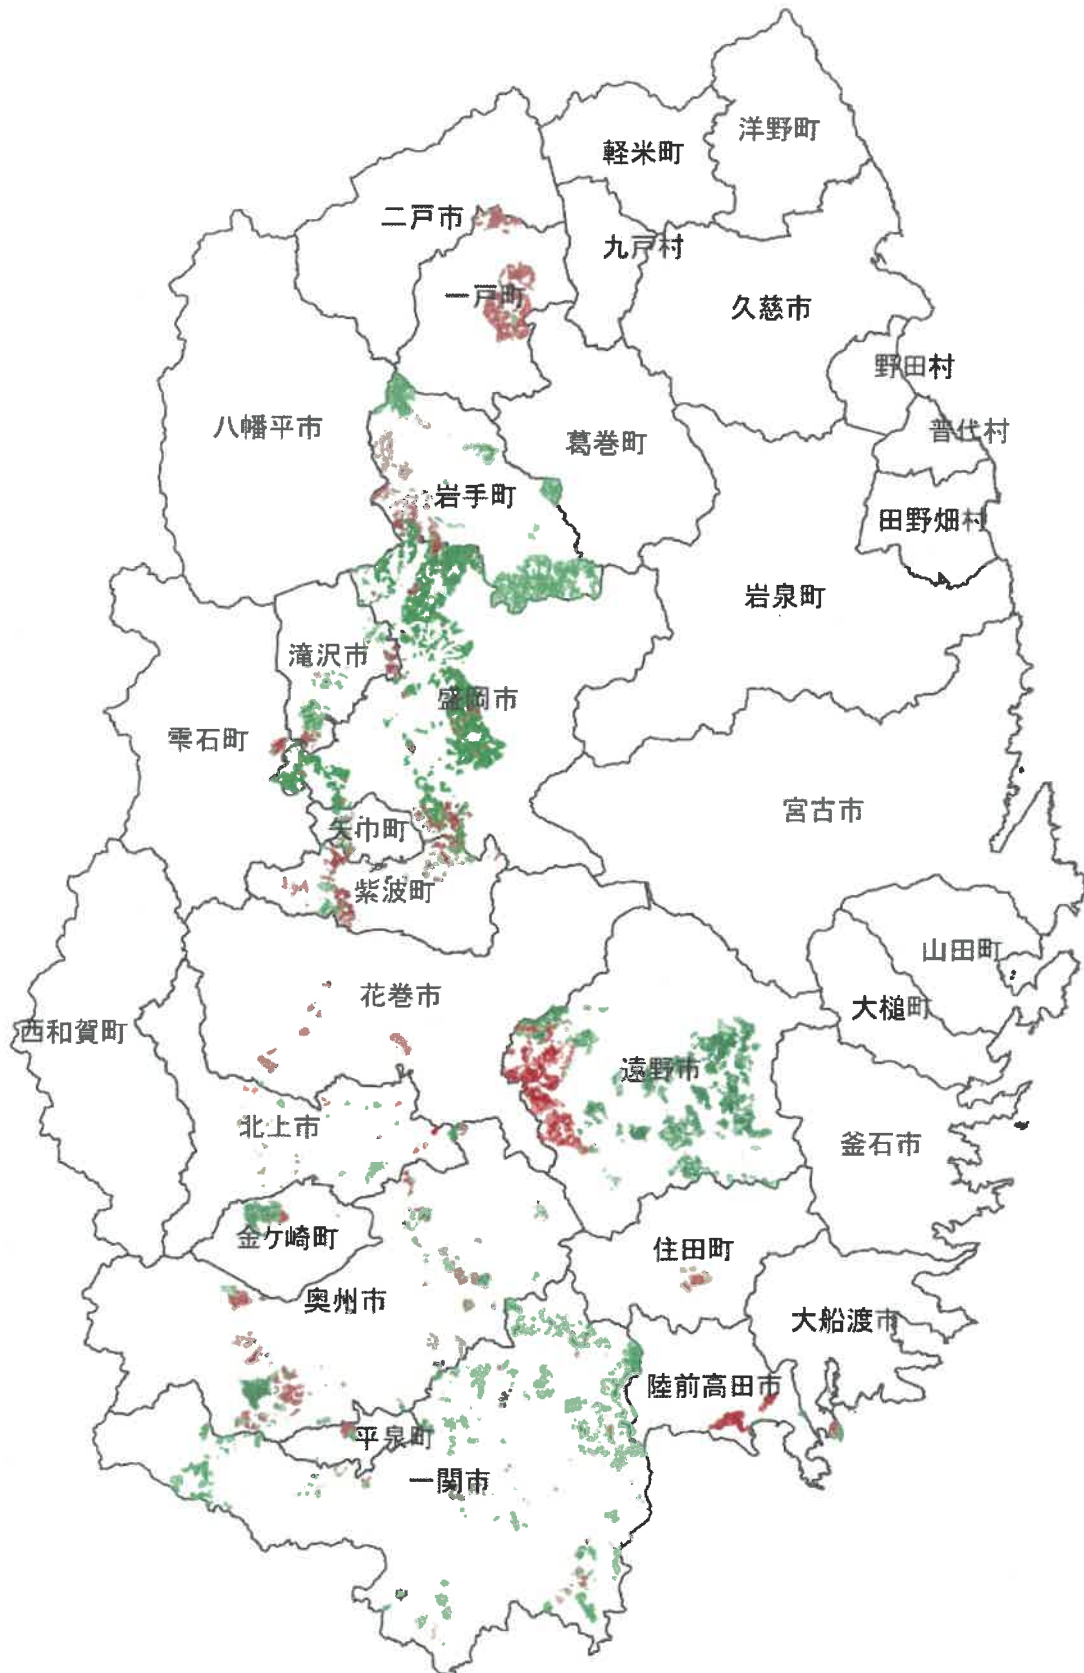 洋野町
軽米町
二戸市
九戸村
一戸町
久慈市
野田村
八幡平市
葛巻町
普代村
岩手町
田野畑村
岩泉町
滝沢市
盛岡市
雫石町
宮古市
矢巾町
紫波町
山田町
花巻市
大槌町
西和賀町
遠野市
北上市
釜石市
金ケ崎町
住田町
奥州市
大船渡市
陸前高田市
平泉町
一関市